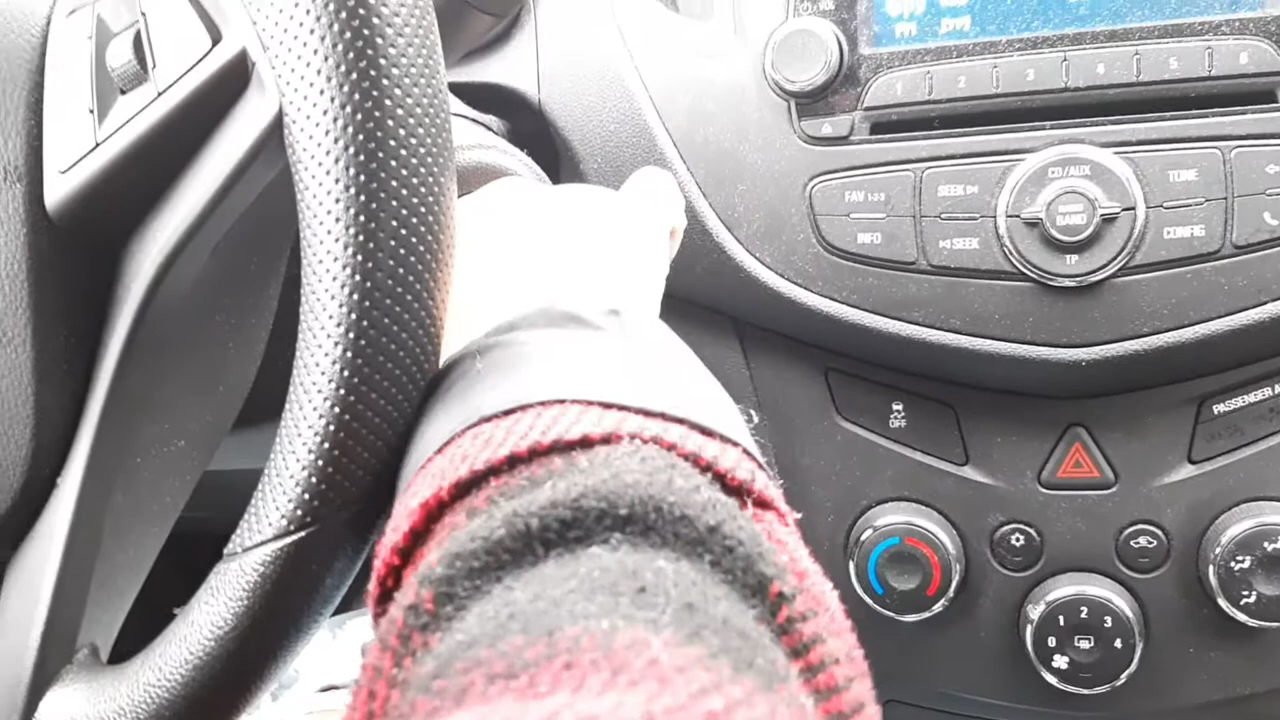 VOL
1 2 3 4 5 6
FAV 1-2-3
SEEK
CD/AUX
TONE
INFO
SEEK
BAND
TP
CONFIG
OFF
PASSENGER A
1 2 3
0 4